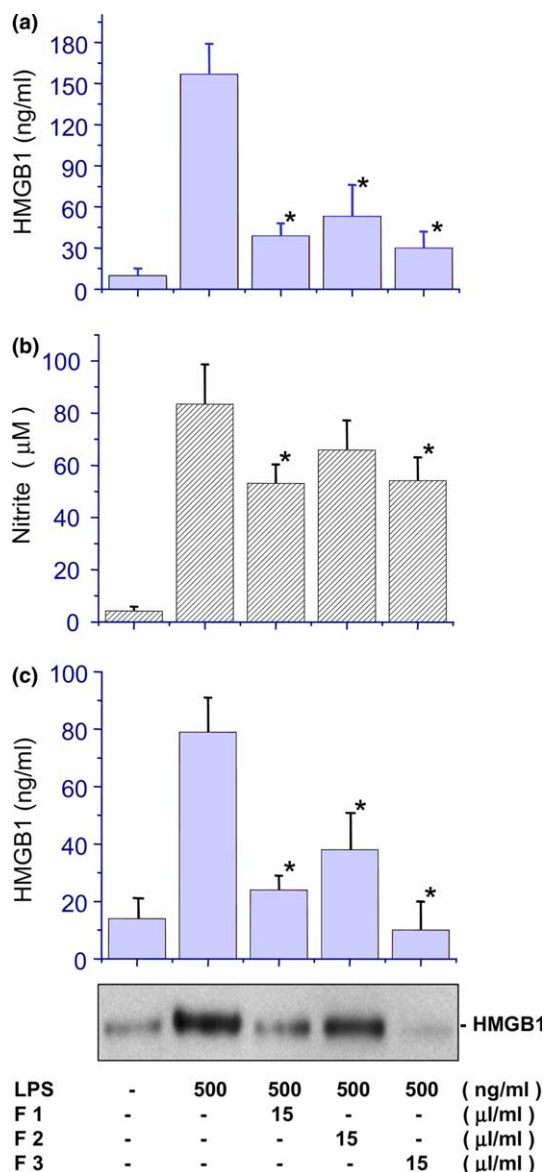 (a)
HMGB1 (ng/ml)
180
150
120
90
60
30
0
*
*
*
(b)
Nitrite ( μM )
100
80
60
40
20
0
*
*
(c)
HMGB1 (ng/ml)
100
80
60
40
20
0
*
*
*
- HMGB1
LPS - 500 500 500 500 ( ng/ml)
F 1 - - 15 - - ( μl/ml)
F 2 - - - 15 - ( μl/ml)
F 3 - - - - 15 ( μl/ml)